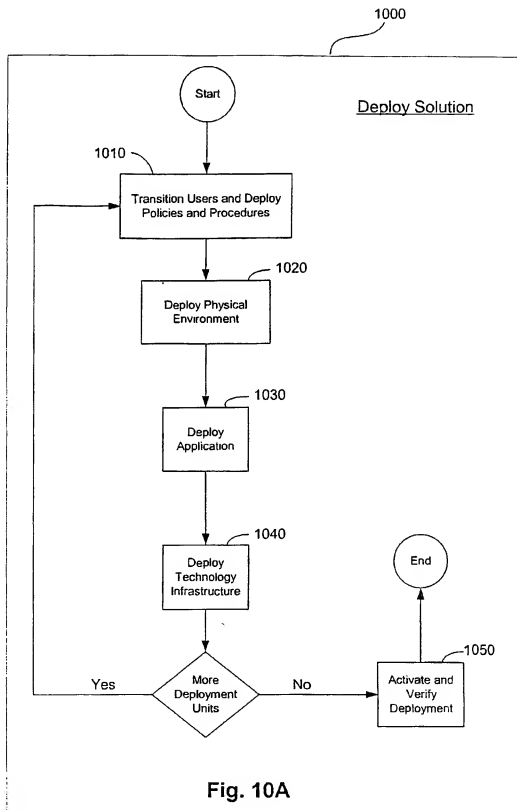 1000
Start
Deploy Solution
1010
Transition Users and Deploy
Policies and Procedures
1020
Deploy Physical
Environment
1030
Deploy
Application
1040
Deploy
Technology
Infrastructure
End
1050
Yes
More
Deployment
Units
No
Activate and
Verify
Deployment
Fig. 10A